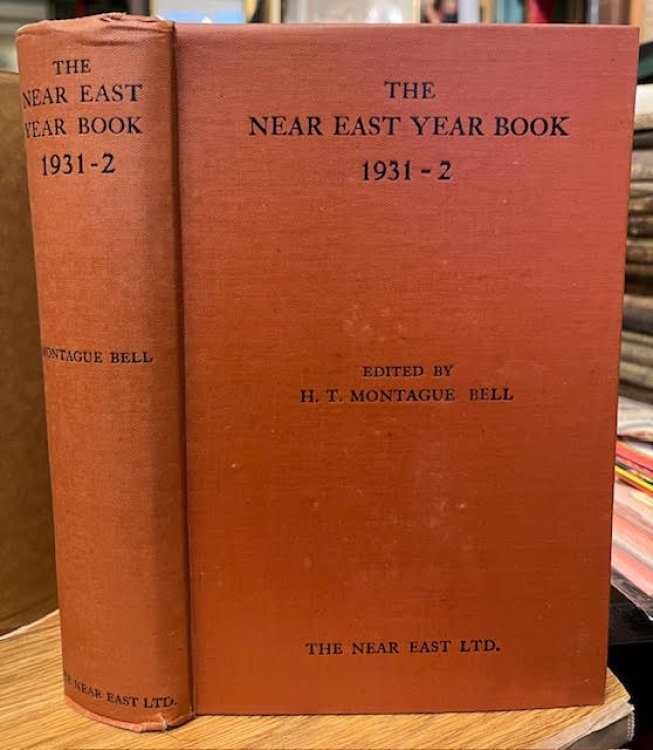 THE
NEAR EAST
YEAR BOOK
1931-2
MONTAGUE BELL
THE NEAR EAST LTD.
THE
NEAR EAST YEAR BOOK
1931-2
EDITED BY
H. T. MONTAGUE BELL
THE NEAR EAST LTD.